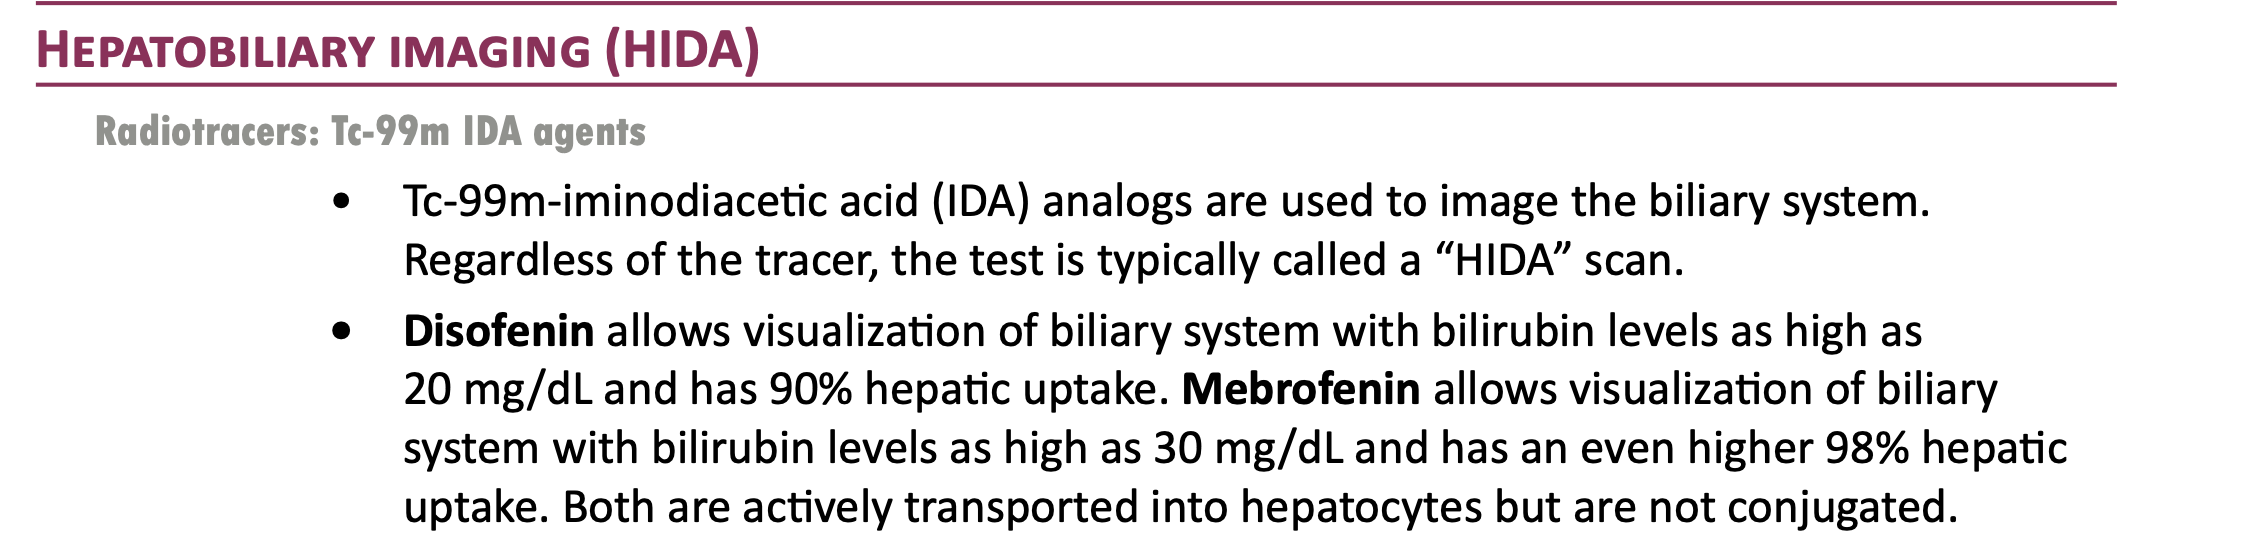 HEPATOBILIARY IMAGING (HIDA)
Radiotracers: Tc-99m IDA agents
• Tc-99m-iminodiacetic acid (IDA) analogs are used to image the biliary system.
Regardless of the tracer, the test is typically called a “HIDA” scan.
• Disofenin allows visualization of biliary system with bilirubin levels as high as
20 mg/dL and has 90% hepatic uptake. Mebrofenin allows visualization of biliary
system with bilirubin levels as high as 30 mg/dL and has an even higher 98% hepatic
uptake. Both are actively transported into hepatocytes but are not conjugated.